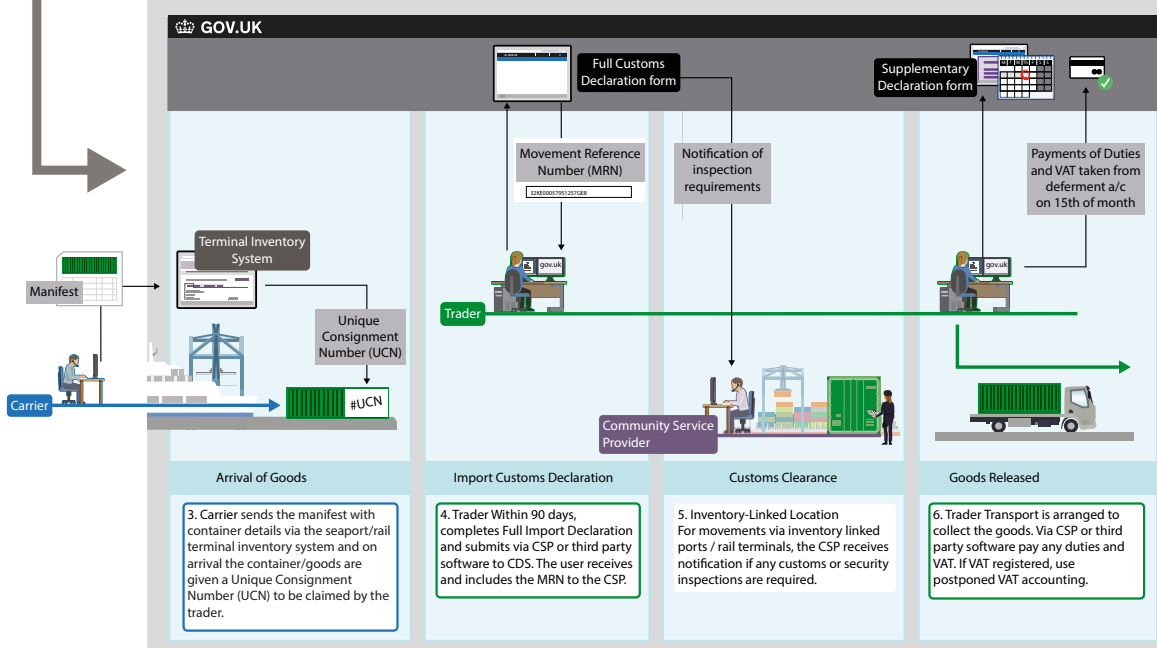 GOV.UK
Full Customs
Declaration form
Supplementary
Declaration form
Movement Reference
Number (MRN)
32KE00057951257GE8
Notification of
inspection
requirements
Payments of Duties
and VAT taken from
deferment a/c
on 15th of month
Terminal Inventory
System
Manifest
gov.uk
gov.uk
Unique
Consignment
Number (UCN)
Trader
Carrier
#UCN
Community Service
Provider
Arrival of Goods
Import Customs Declaration
Customs Clearance
Goods Released
3. Carrier sends the manifest with
container details via the seaport/rail
terminal inventory system and on
arrival the container/goods are
given a Unique Consignment
Number (UCN) to be claimed by the
trader.
4. Trader Within 90 days,
completes Full Import Declaration
and submits via CSP or third party
software to CDS. The user receives
and includes the MRN to the CSP.
5. Inventory-Linked Location
For movements via inventory linked
ports / rail terminals, the CSP receives
notification if any customs or security
inspections are required.
6. Trader Transport is arranged to
collect the goods. Via CSP or third
party software pay any duties and
VAT. If VAT registered, use
postponed VAT accounting.